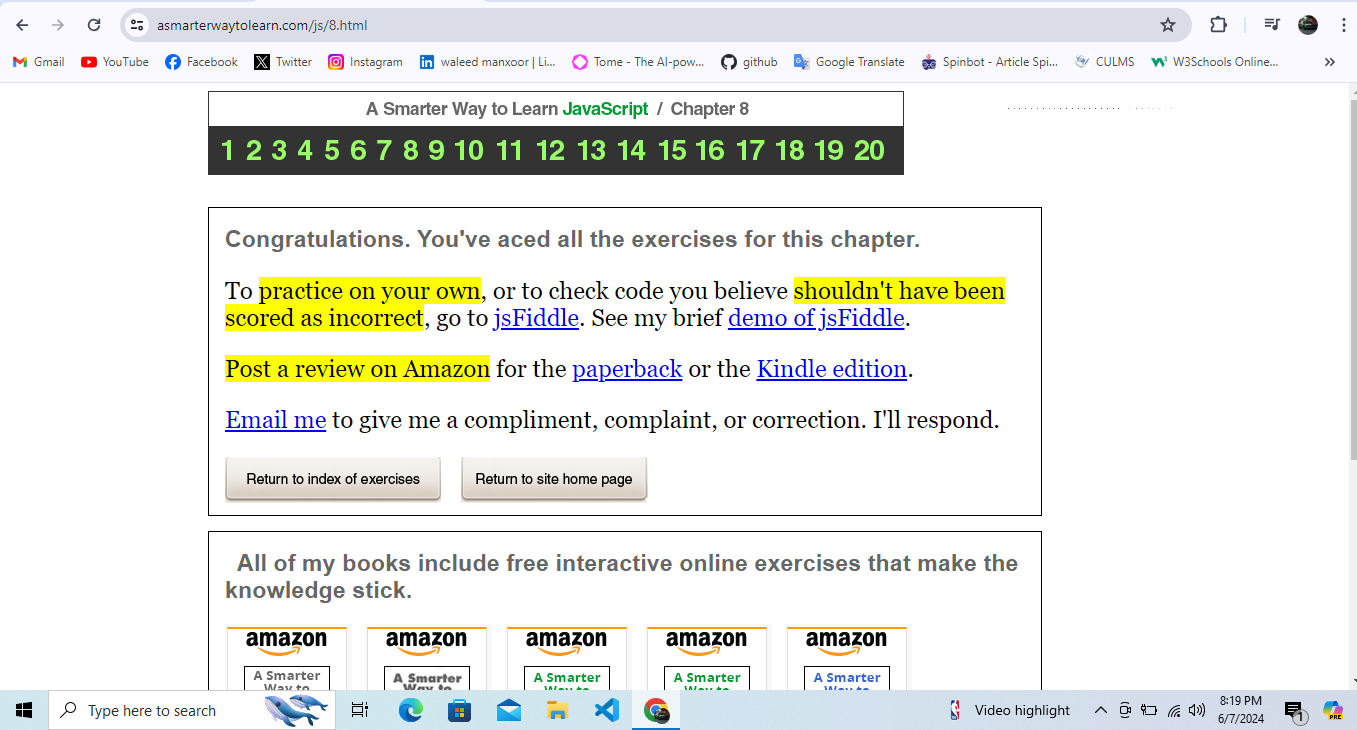 asmarterwaytolearn.com/js/8.html
Gmail YouTube Facebook Twitter Instagram waleed manxoor | Li... Tome - The AI-pow... github Google Translate Spinbot - Article Spi... CULMS W3Schools Online... »
A Smarter Way to Learn JavaScript / Chapter 8
1 2 3 4 5 6 7 8 9 10 11 12 13 14 15 16 17 18 19 20
Congratulations. You've aced all the exercises for this chapter.
To practice on your own, or to check code you believe shouldn't have been
scored as incorrect, go to jsFiddle. See my brief demo of jsFiddle.
Post a review on Amazon for the paperback or the Kindle edition.
Email me to give me a compliment, complaint, or correction. I'll respond.
Return to index of exercises Return to site home page
All of my books include free interactive online exercises that make the
knowledge stick.
amazon amazon amazon amazon amazon
A Smarter A Smarter A Smarter A Smarter A Smarter
Way to Way to Way to Way to Way to
Type here to search Video highlight 8:19 PM
6/7/2024 1 PRE